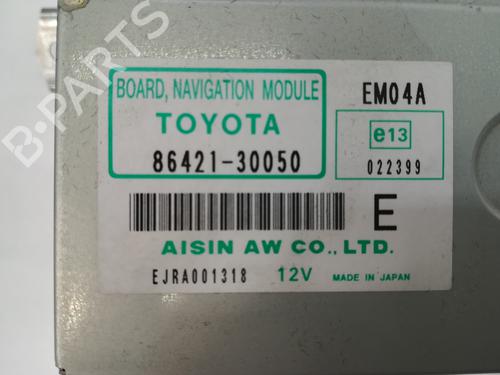 B-PARTS
BOARD, NAVIGATION MODULE
TOYOTA
86421-30050
EM04A
e13
022399
E
AISIN AW CO., LTD.
EJRA001318 12V MADE IN JAPAN